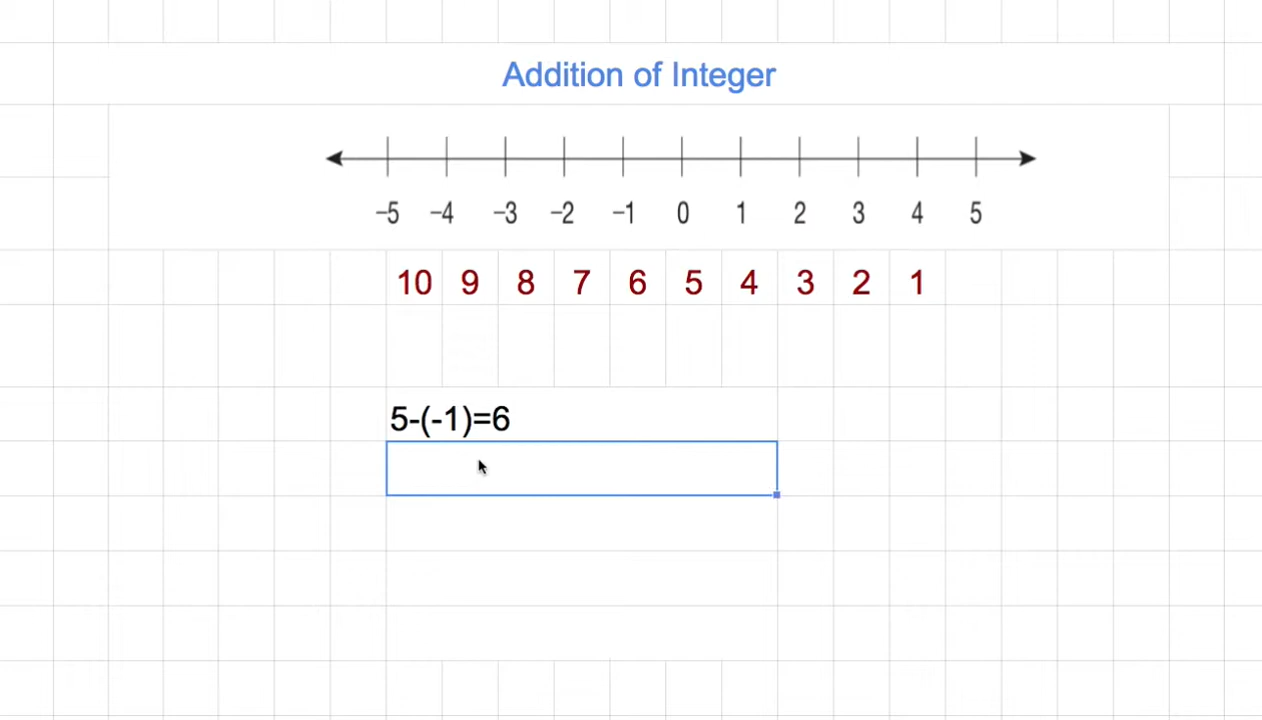 Addition of Integer
–5 –4 –3 –2 –1 0 1 2 3 4 5
10 9 8 7 6 5 4 3 2 1
5-(-1)=6